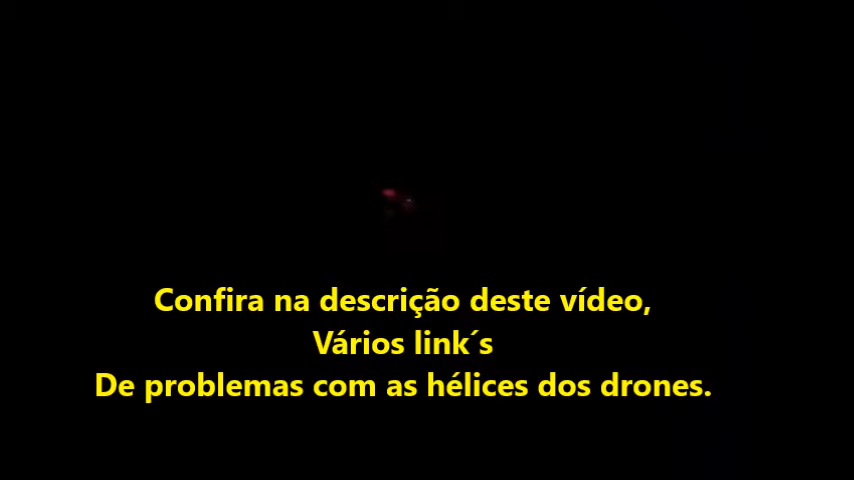 Confira na descrição deste vídeo,
Vários link´s
De problemas com as hélices dos drones.